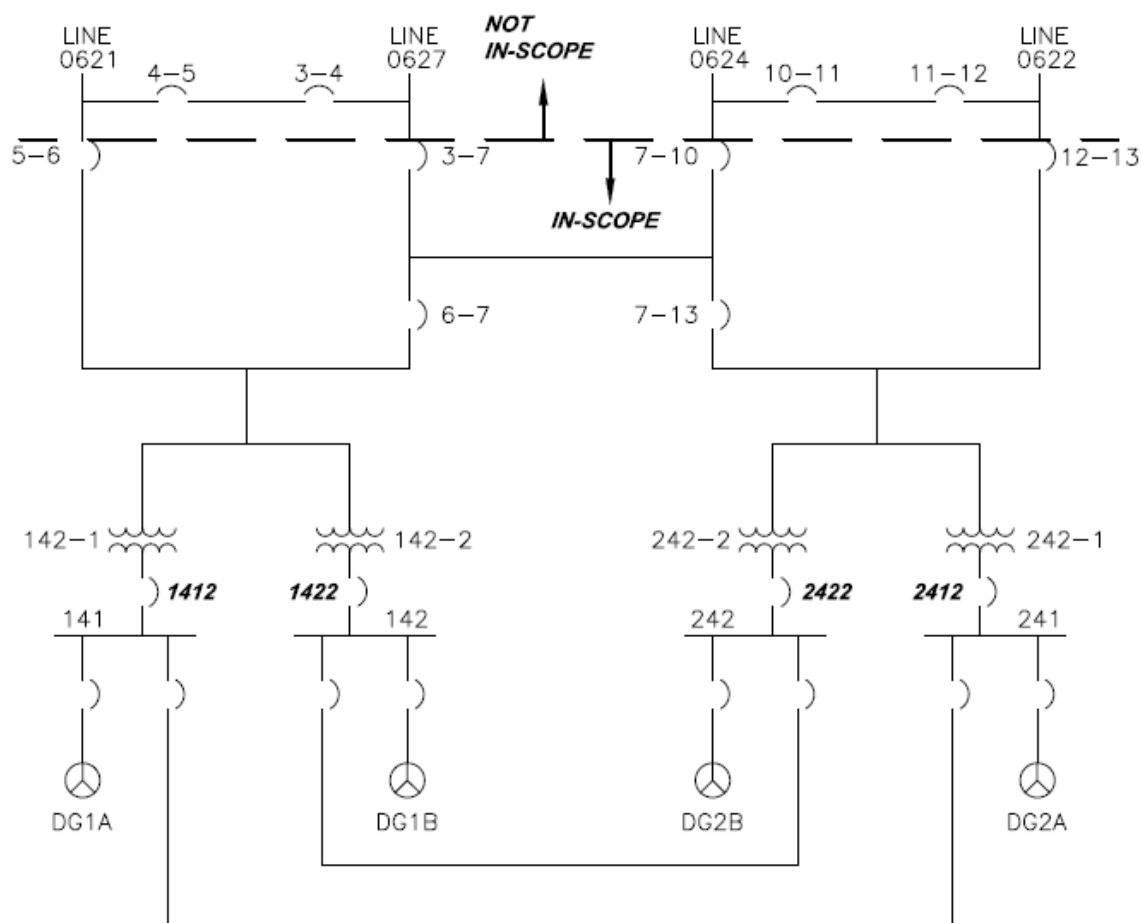 NOT
IN-SCOPE
LINE
0621
LINE
0627
LINE
0624
LINE
0622
4-5
3-4
10-11
11-12
5-6
3-7
7-10
12-13
IN-SCOPE
6-7
7-13
142-1
142-2
242-2
242-1
1412
1422
2422
2412
141
142
242
241
DG1A
DG1B
DG2B
DG2A